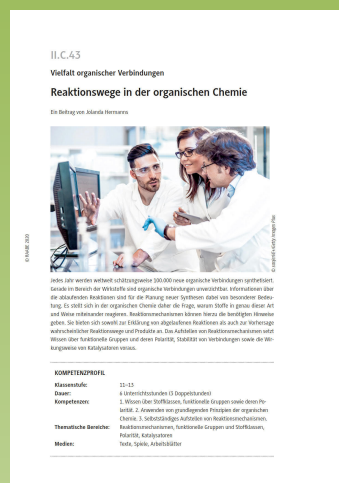 II.C.43
Vielfalt organischer Verbindungen
Reaktionswege in der organischen Chemie
Ein Beitrag von Jolanda Hermanns
© RAABE 2020
Jedes Jahr werden weltweit schätzungsweise 100.000 neue organische Verbindungen synthetisiert.
Gerade im Bereich der Wirkstoffe sind organische Verbindungen unverzichtbar. Informationen über
die ablaufenden Reaktionen sind für die Planung neuer Synthesen dabei von besonderer Bedeu-
tung. Es stellt sich in der organischen Chemie daher die Frage, warum Stoffe in genau dieser Art
und Weise miteinander reagieren. Reaktionsmechanismen können hierzu die benötigten Hinweise
geben. Sie bieten sich sowohl zur Erklärung von abgelaufenen Reaktionen als auch zur Vorhersage
wahrscheinlicher Reaktionswege und Produkte an. Das Aufstellen von Reaktionsmechanismen setzt
Wissen über funktionelle Gruppen und deren Polarität, Stabilität von Verbindungen sowie die Wir-
kungsweise von Katalysatoren voraus.
KOMPETENZPROFIL
Klassenstufe: 11–13
Dauer: 6 Unterrichtsstunden (3 Doppelstunden)
Kompetenzen: 1. Wissen über Stoffklassen, funktionelle Gruppen sowie deren Po-
larität. 2. Anwenden von grundlegenden Prinzipien der organischen
Chemie. 3. Selbstständiges Aufstellen von Reaktionsmechanismen,
Thematische Bereiche: Reaktionsmechanismen, funktionelle Gruppen und Stoffklassen,
Polarität, Katalysatoren
Medien: Texte, Spiele, Arbeitsblätter